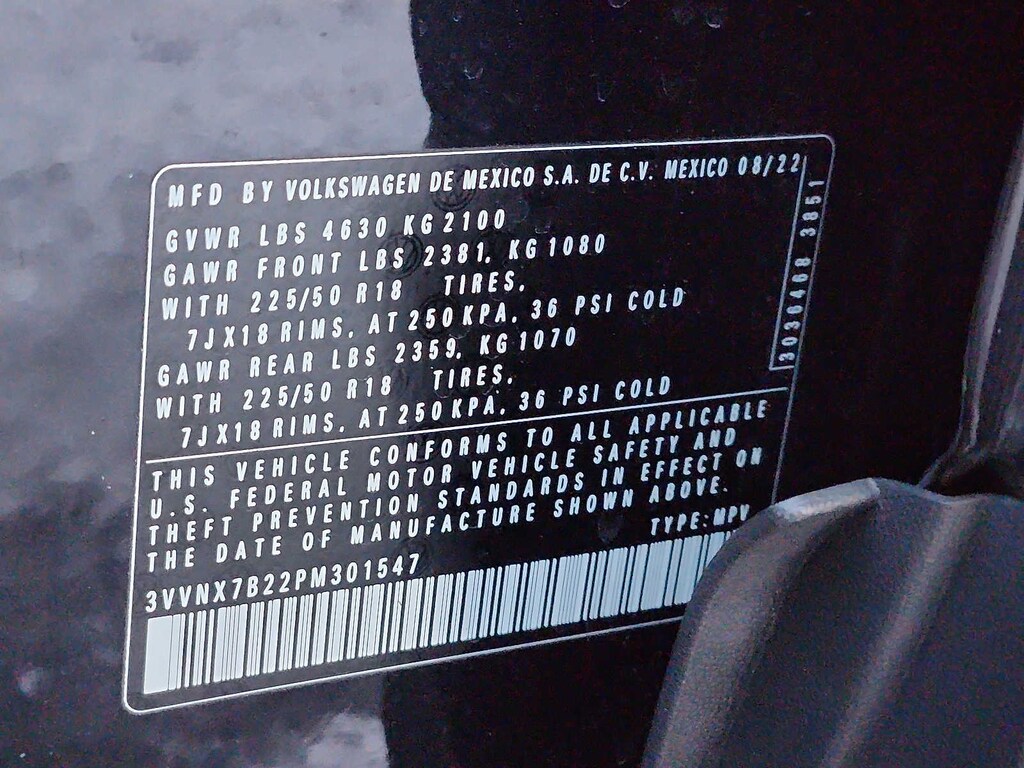 MFD BY VOLKSWAGEN DE MEXICO S.A. DE C.V. MEXICO 08/22
GVWR LBS 4630 KG 2100
GAWR FRONT LBS 2381, KG 1080
WITH 225/50 R18 TIRES,
7JX18 RIMS, AT 250 KPA, 36 PSI COLD
GAWR REAR LBS 2359, KG 1070
WITH 225/50 R18 TIRES,
7JX18 RIMS, AT 250 KPA, 36 PSI COLD
3036468 3851
THIS VEHICLE CONFORMS TO ALL APPLICABLE
U.S. FEDERAL MOTOR VEHICLE SAFETY AND
THEFT PREVENTION STANDARDS IN EFFECT ON
THE DATE OF MANUFACTURE SHOWN ABOVE.
TYPE: MPV
3VVNX7B22PM301547